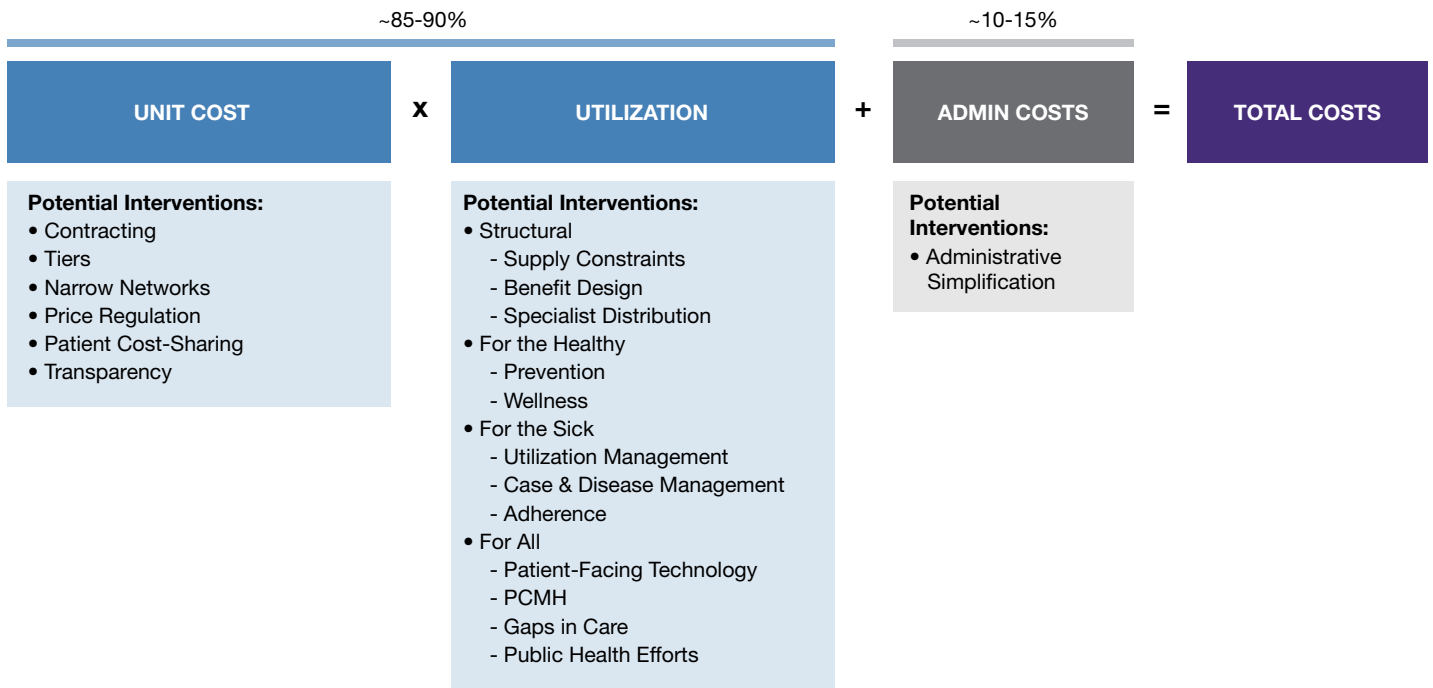 ~85-90%
~10-15%
UNIT COST
x
UTILIZATION
+
ADMIN COSTS
=
TOTAL COSTS
Potential Interventions:
• Contracting
• Tiers
• Narrow Networks
• Price Regulation
• Patient Cost-Sharing
• Transparency
Potential Interventions:
• Structural
- Supply Constraints
- Benefit Design
- Specialist Distribution
• For the Healthy
- Prevention
- Wellness
• For the Sick
- Utilization Management
- Case & Disease Management
- Adherence
• For All
- Patient-Facing Technology
- PCMH
- Gaps in Care
- Public Health Efforts
Potential
Interventions:
• Administrative
Simplification